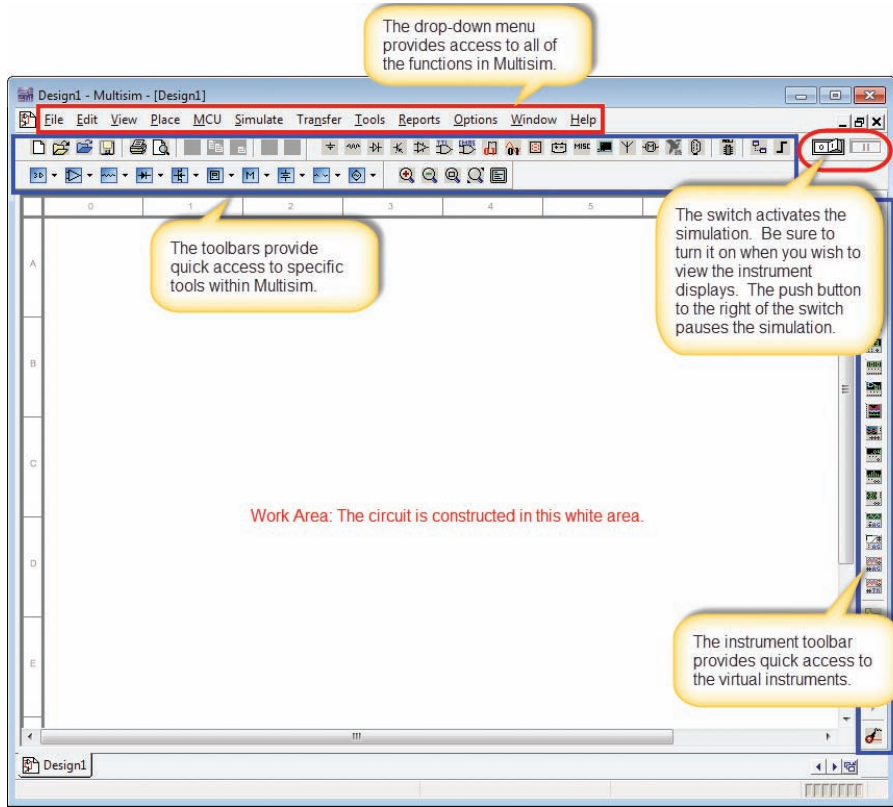 The drop-down menu
provides access to all of
the functions in Multisim.
Design1 - Multisim - [Design1]
File Edit View Place MCU Simulate Transfer Tools Reports Options Window Help
MISC
3D
0 1 2 3 4 5
The toolbars provide
quick access to specific
tools within Multisim.
The switch activates the
simulation. Be sure to
turn it on when you wish to
view the instrument
displays. The push button
to the right of the switch
pauses the simulation.
A
B
C
Work Area: The circuit is constructed in this white area.
D
The instrument toolbar
provides quick access to
the virtual instruments.
E
Design1